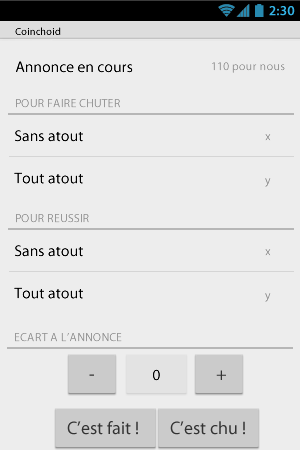 2:30
Coinchoid
Annonce en cours 110 pour nous
POUR FAIRE CHUTER
Sans atout x
Tout atout y
POUR REUSSIR
Sans atout x
Tout atout y
ECART A L'ANNONCE
- 0 +
C'est fait ! C'est chu !